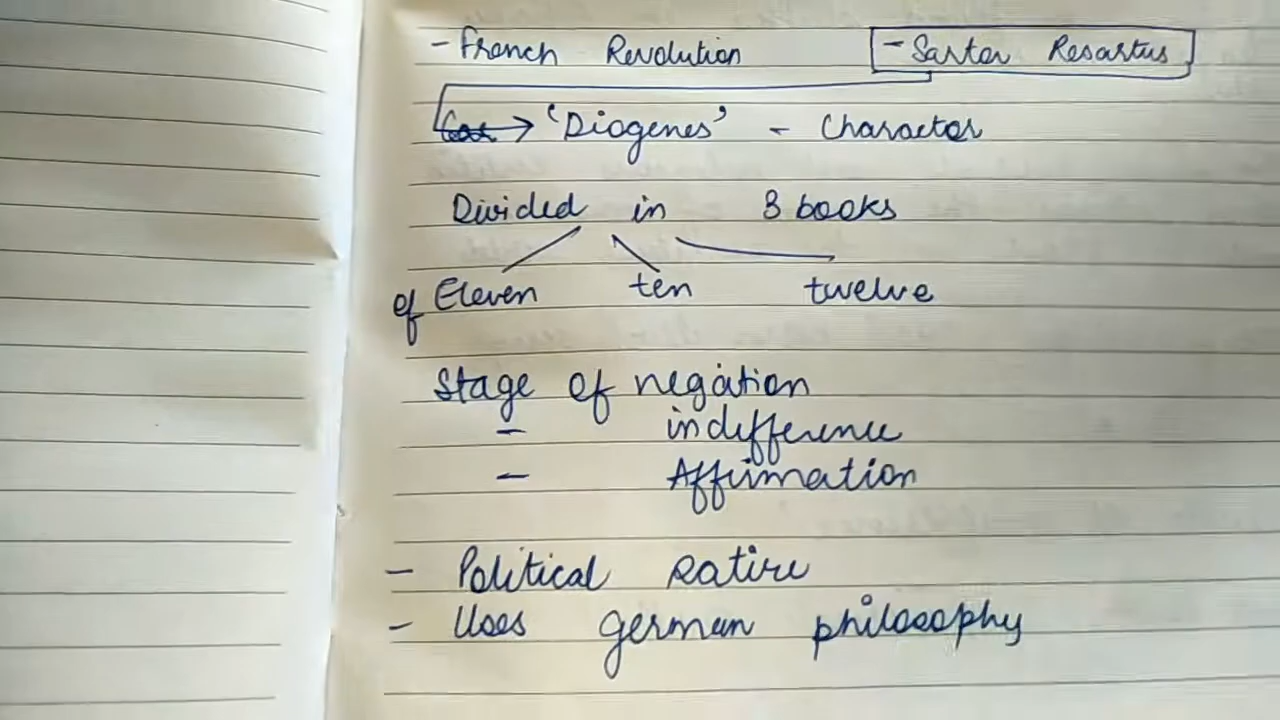 - French Revolution - Sartor Resartus
→ 'Diogenes' - Character
Divided in 3 books
of Eleven ten twelve
Stage of negation
- indifference
- Affirmation
- Political satire
- Uses german philosophy